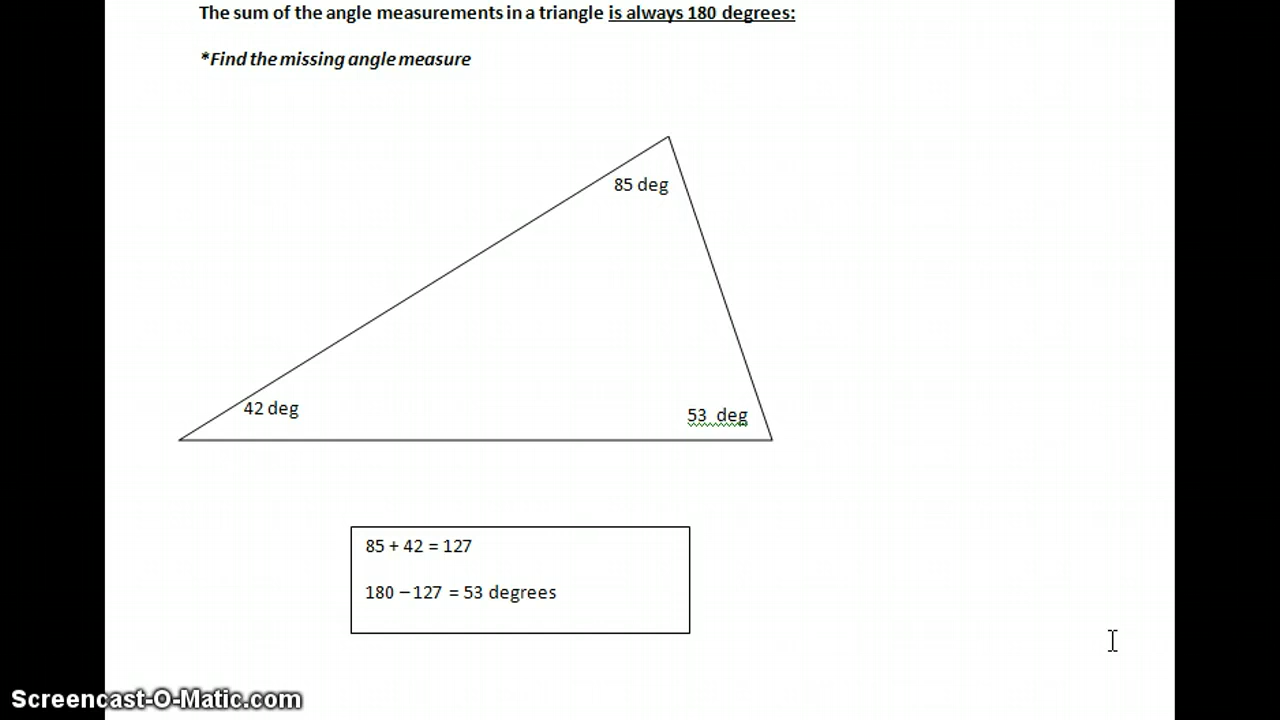 The sum of the angle measurements in a triangle is always 180 degrees:
*Find the missing angle measure
85 deg
42 deg
53 deg
85 + 42 = 127
180 – 127 = 53 degrees
Screencast-O-Matic.com